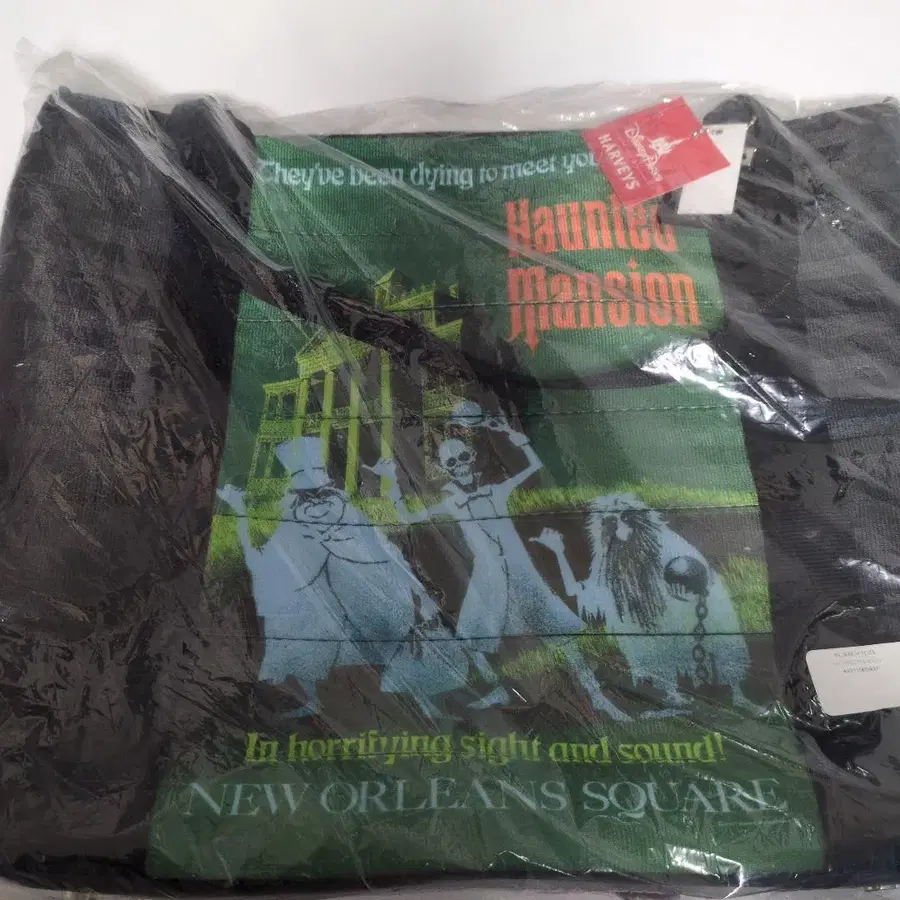 They've been dying to meet you
Disney Parks
HARVEYS
Haunted
Mansion
In horrifying sight and sound!
NEW ORLEANS SQUARE